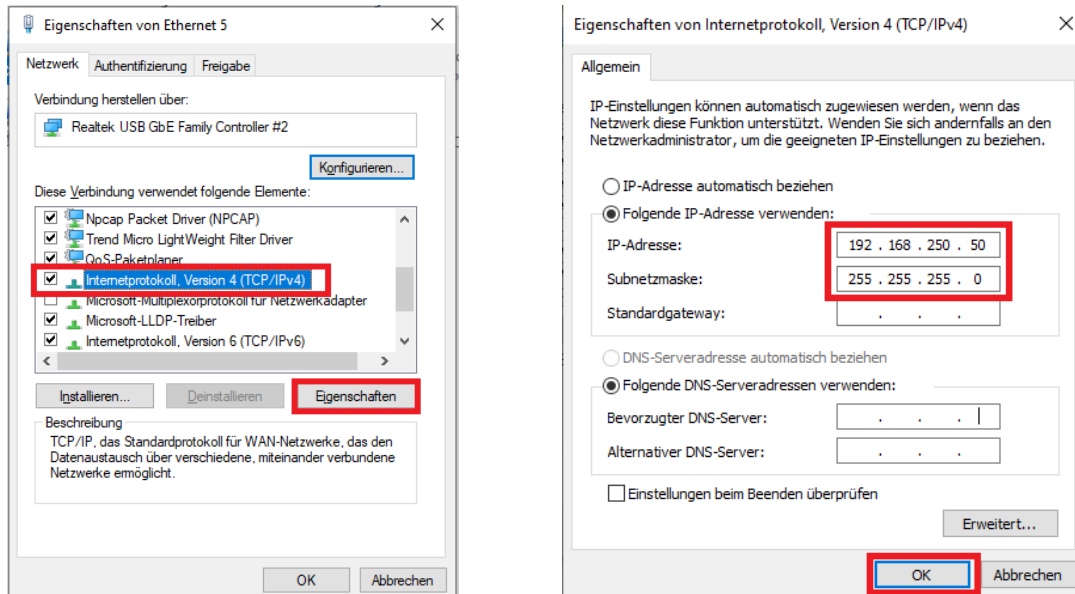 Eigenschaften von Ethernet 5
Netzwerk Authentifizierung Freigabe
Verbindung herstellen über:
Realtek USB GbE Family Controller #2
Konfigurieren...
Diese Verbindung verwendet folgende Elemente:
Npcap Packet Driver (NPCAP)
Trend Micro LightWeight Filter Driver
QoS-Paketplaner
Internetprotokoll, Version 4 (TCP/IPv4)
Microsoft-Multiplexorprotokoll für Netzwerkadapter
Microsoft-LLDP-Treiber
Internetprotokoll, Version 6 (TCP/IPv6)
Installieren... Deinstallieren Eigenschaften
Beschreibung
TCP/IP, das Standardprotokoll für WAN-Netzwerke, das den
Datenaustausch über verschiedene, miteinander verbundene
Netzwerke ermöglicht.
OK Abbrechen
Eigenschaften von Internetprotokoll, Version 4 (TCP/IPv4)
Allgemein
IP-Einstellungen können automatisch zugewiesen werden, wenn das
Netzwerk diese Funktion unterstützt. Wenden Sie sich andernfalls an den
Netzwerkadministrator, um die geeigneten IP-Einstellungen zu beziehen.
IP-Adresse automatisch beziehen
Folgende IP-Adresse verwenden:
IP-Adresse: 192 . 168 . 250 . 50
Subnetzmaske: 255 . 255 . 255 . 0
Standardgateway: . . .
DNS-Serveradresse automatisch beziehen
Folgende DNS-Serveradressen verwenden:
Bevorzugter DNS-Server: . . .
Alternativer DNS-Server: . . .
Einstellungen beim Beenden überprüfen
Erweitert...
OK Abbrechen